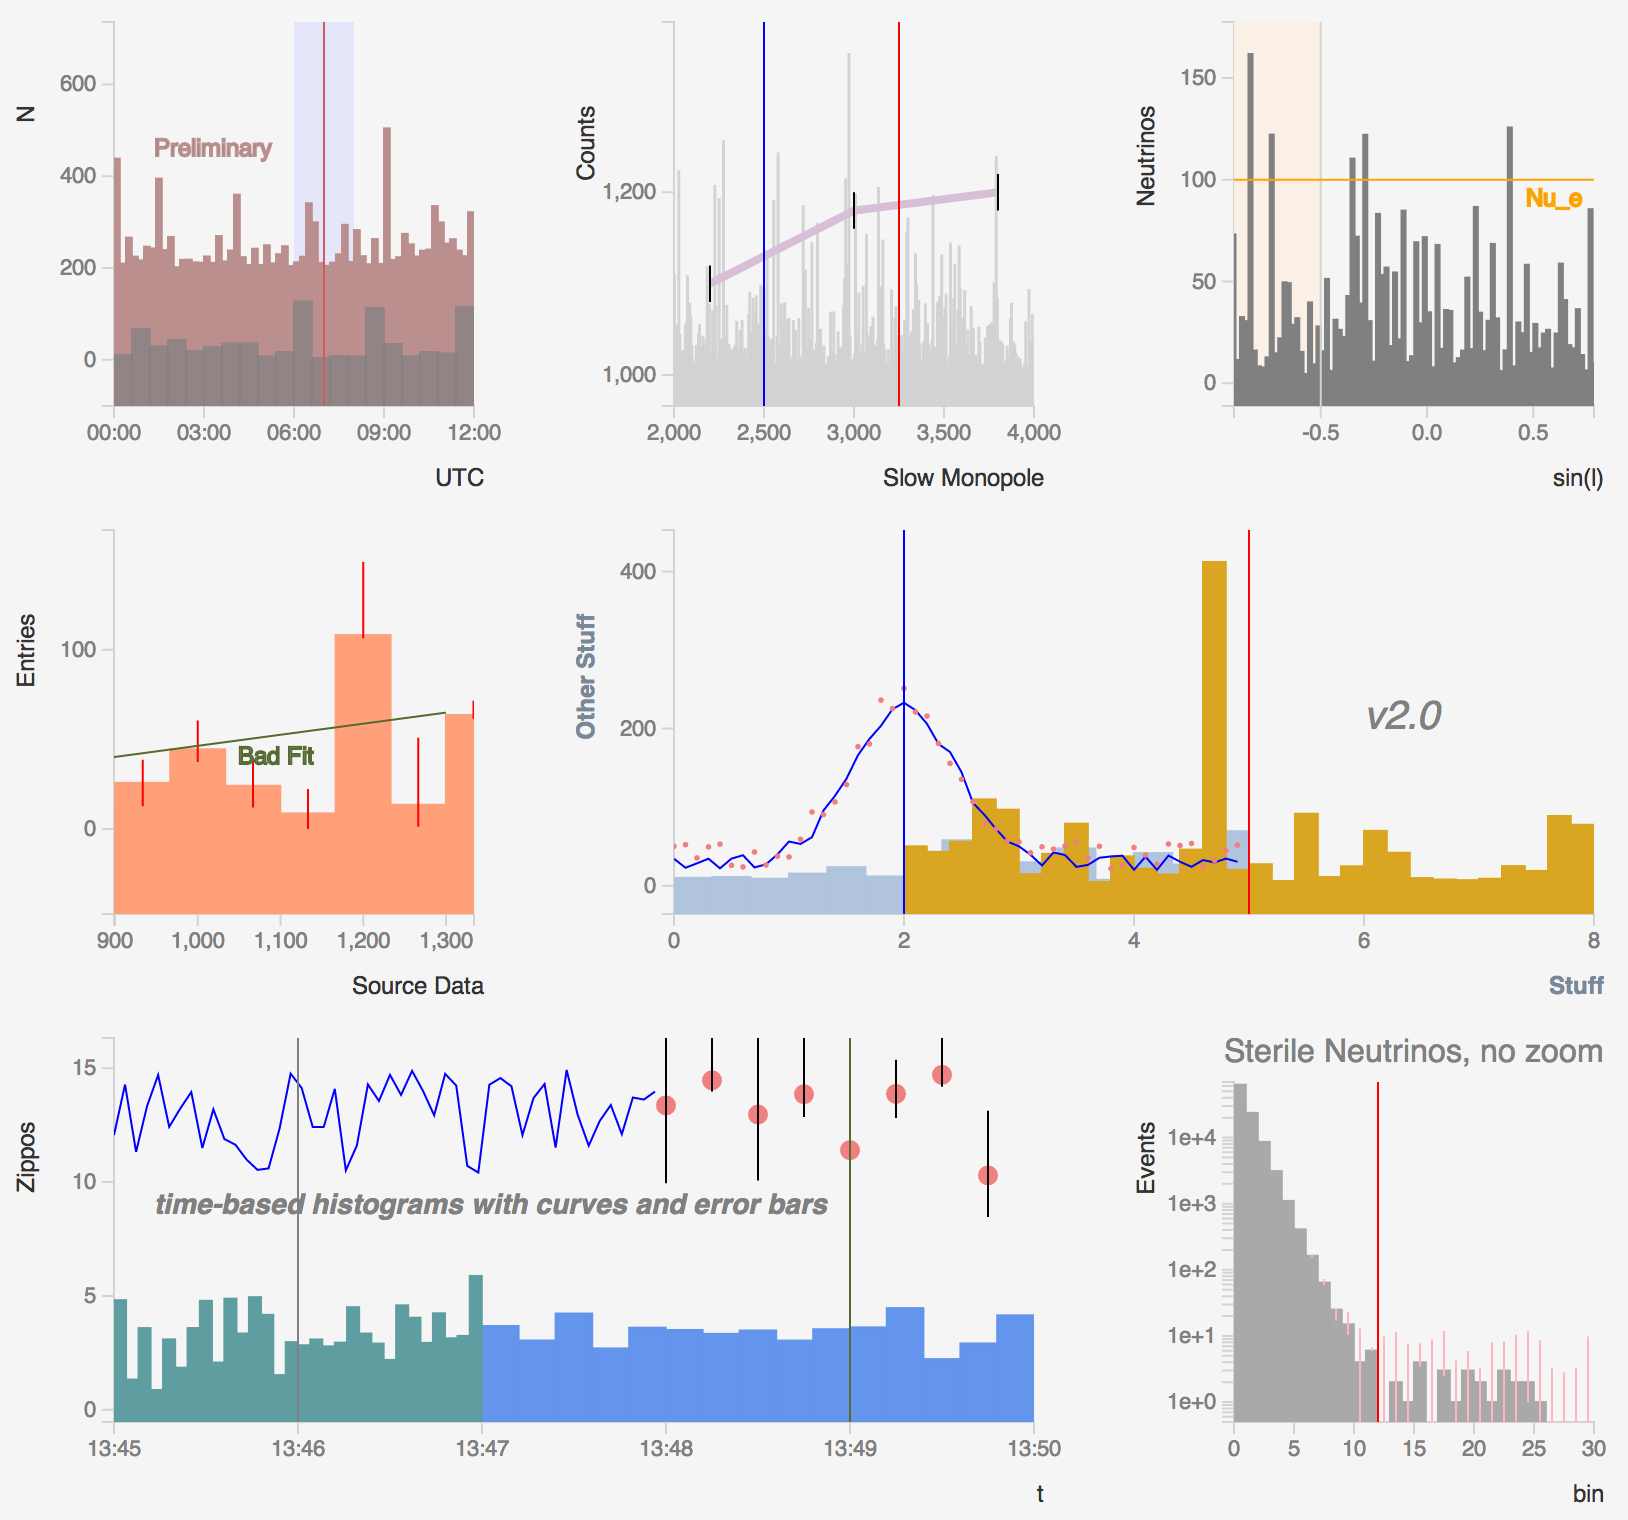 N
600
400
200
0
Preliminary
00:00 03:00 06:00 09:00 12:00
UTC
Counts
1,200
1,000
2,000 2,500 3,000 3,500 4,000
Slow Monopole
Neutrinos
150
100
50
0
Nu_e
-0.5 0.0 0.5
sin(l)
Entries
100
0
Bad Fit
900 1,000 1,100 1,200 1,300
Source Data
Other Stuff
400
200
0
v2.0
0 2 4 6 8
Stuff
Zippos
15
10
5
0
time-based histograms with curves and error bars
13:45 13:46 13:47 13:48 13:49 13:50
t
Sterile Neutrinos, no zoom
Events
1e+4
1e+3
1e+2
1e+1
1e+0
0 5 10 15 20 25 30
bin